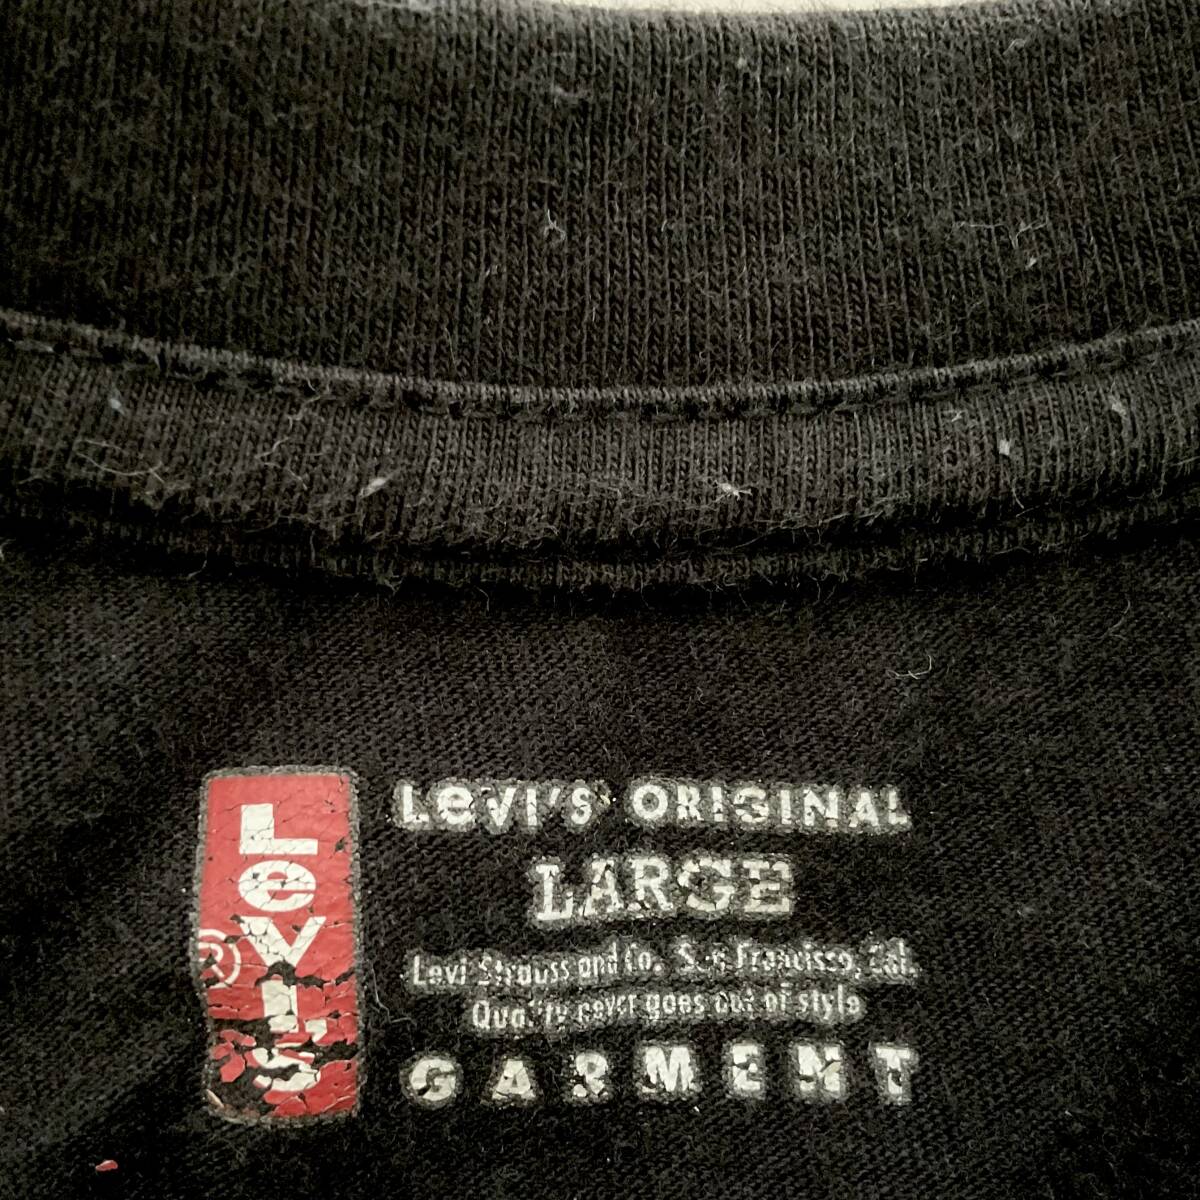 Levi's
®
Levi's ORIGINAL
LARGE
Levi Strauss and Co. San Francisco, Cal.
Quality never goes out of style
GARMENT